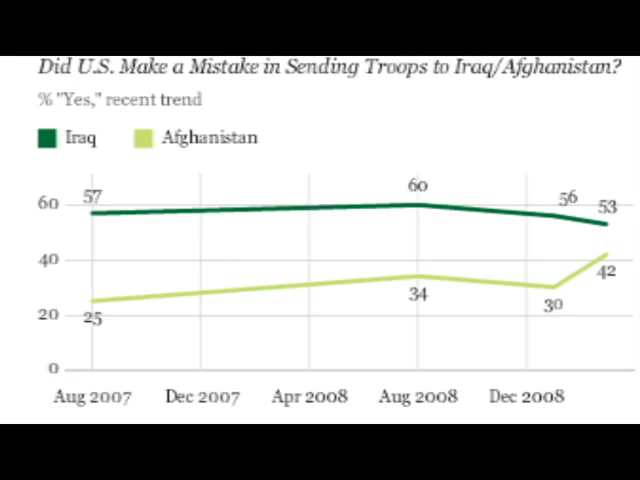 Did U.S. Make a Mistake in Sending Troops to Iraq/Afghanistan?
% "Yes," recent trend
Iraq Afghanistan
57 60 56 53
60
40
42
34
30
25
20
0
Aug 2007 Dec 2007 Apr 2008 Aug 2008 Dec 2008